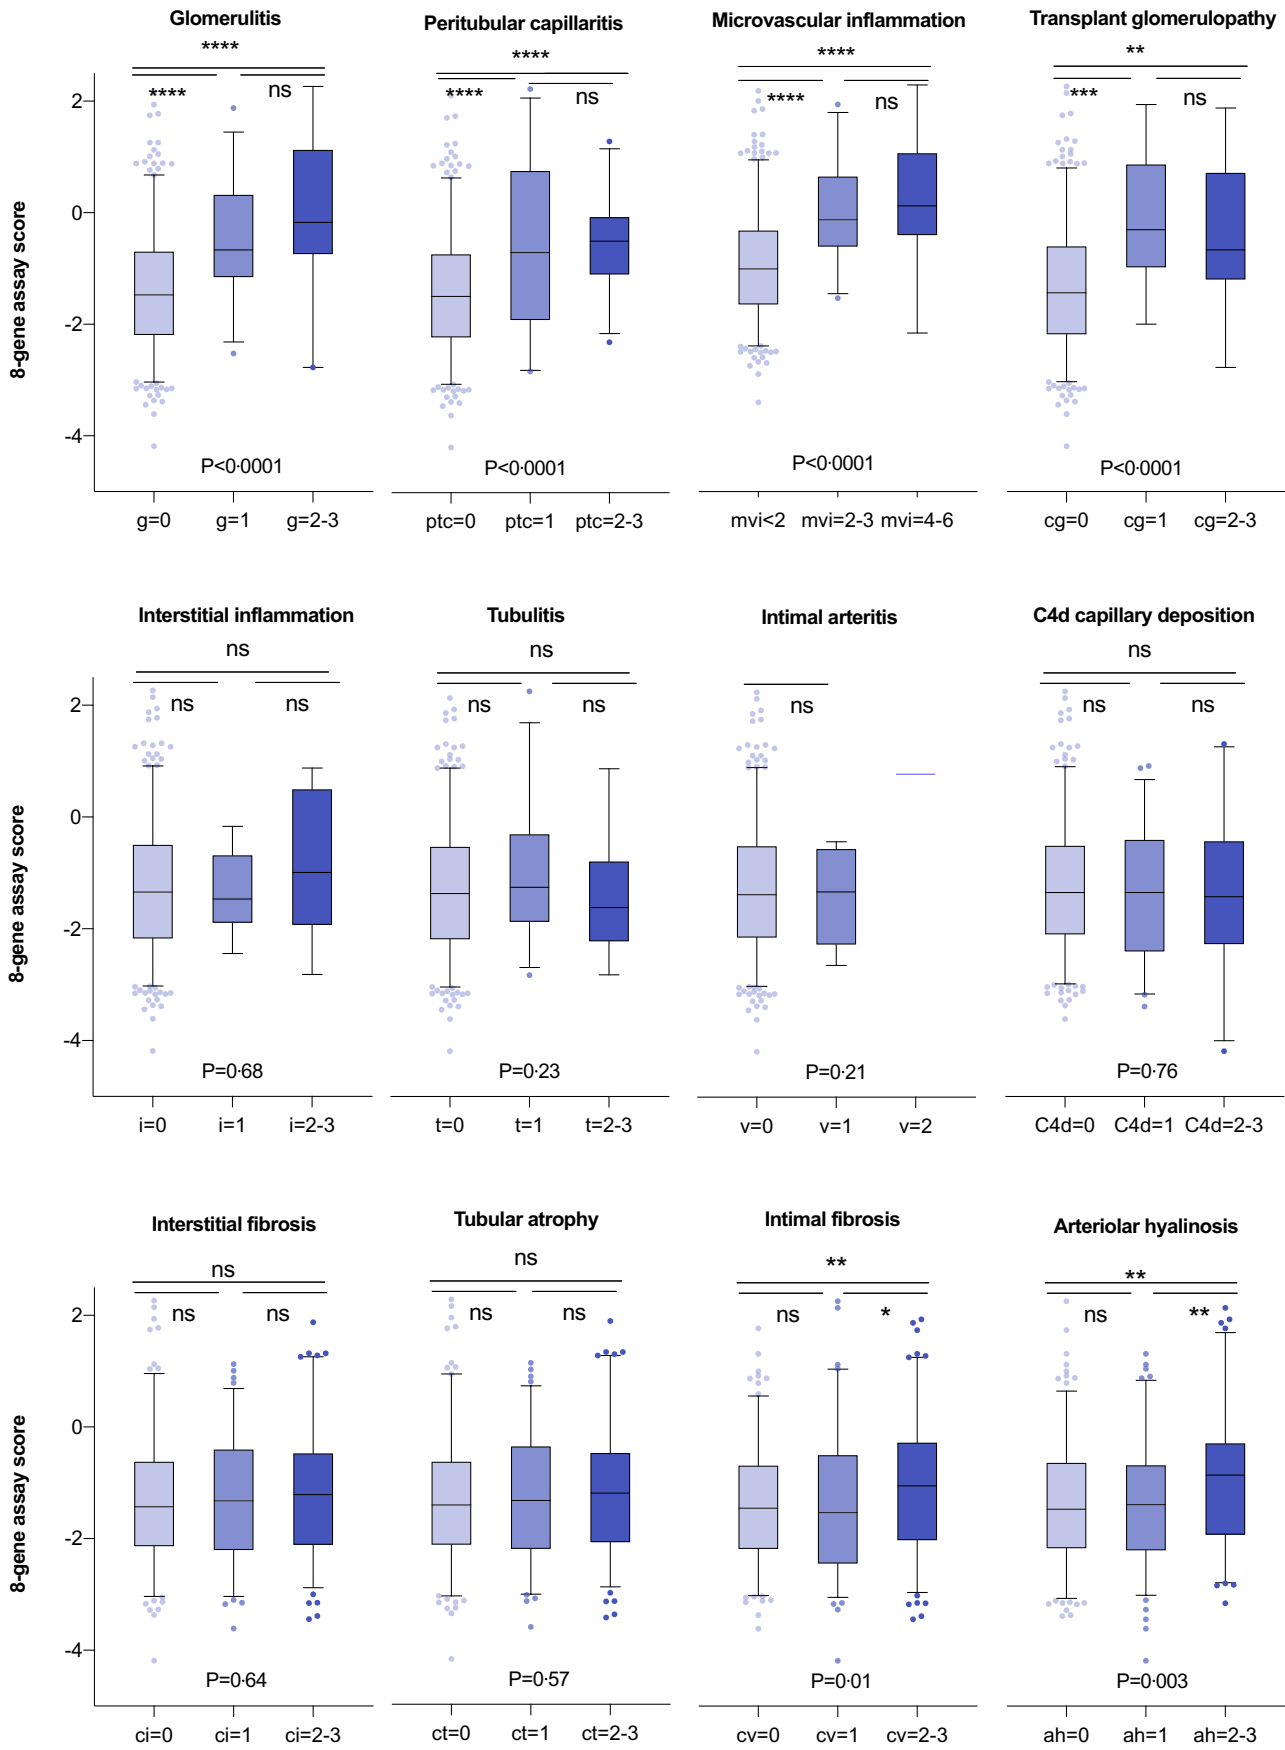 Glomerulitis
Peritubular capillaritis
Microvascular inflammation
Transplant glomerulopathy
****
****
****
**
****
ns
****
ns
****
ns
***
ns
8-gene assay score
2
0
-2
-4
P<0·0001
P<0·0001
P<0·0001
P<0·0001
g=0 g=1 g=2-3
ptc=0 ptc=1 ptc=2-3
mvi<2 mvi=2-3 mvi=4-6
cg=0 cg=1 cg=2-3
Interstitial inflammation
Tubulitis
Intimal arteritis
C4d capillary deposition
ns
ns
ns
ns
ns
ns
ns
ns
ns
ns
8-gene assay score
2
0
-2
-4
P=0·68
P=0·23
P=0·21
P=0·76
i=0 i=1 i=2-3
t=0 t=1 t=2-3
v=0 v=1 v=2
C4d=0 C4d=1 C4d=2-3
Interstitial fibrosis
Tubular atrophy
Intimal fibrosis
Arteriolar hyalinosis
ns
ns
**
**
ns
ns
ns
ns
ns
*
ns
**
8-gene assay score
2
0
-2
-4
P=0·64
P=0·57
P=0·01
P=0·003
ci=0 ci=1 ci=2-3
ct=0 ct=1 ct=2-3
cv=0 cv=1 cv=2-3
ah=0 ah=1 ah=2-3